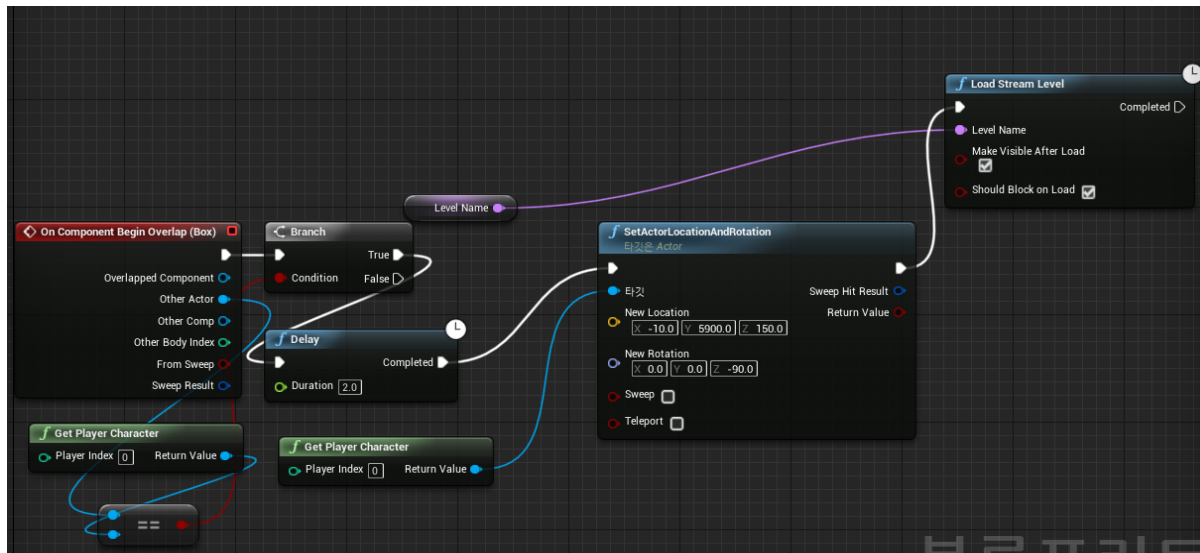 Load Stream Level
Completed
Level Name
Make Visible After Load
Should Block on Load
Level Name
On Component Begin Overlap (Box)
Overlapped Component
Other Actor
Other Comp
Other Body Index
From Sweep
Sweep Result
Branch
True
Condition
False
Delay
Completed
Duration 2.0
SetActorLocationAndRotation
타깃은 Actor
타깃
Sweep Hit Result
New Location
Return Value
X -10.0 Y 5900.0 Z 150.0
New Rotation
X 0.0 Y 0.0 Z -90.0
Sweep
Teleport
Get Player Character
Player Index 0 Return Value
Get Player Character
Player Index 0 Return Value
==